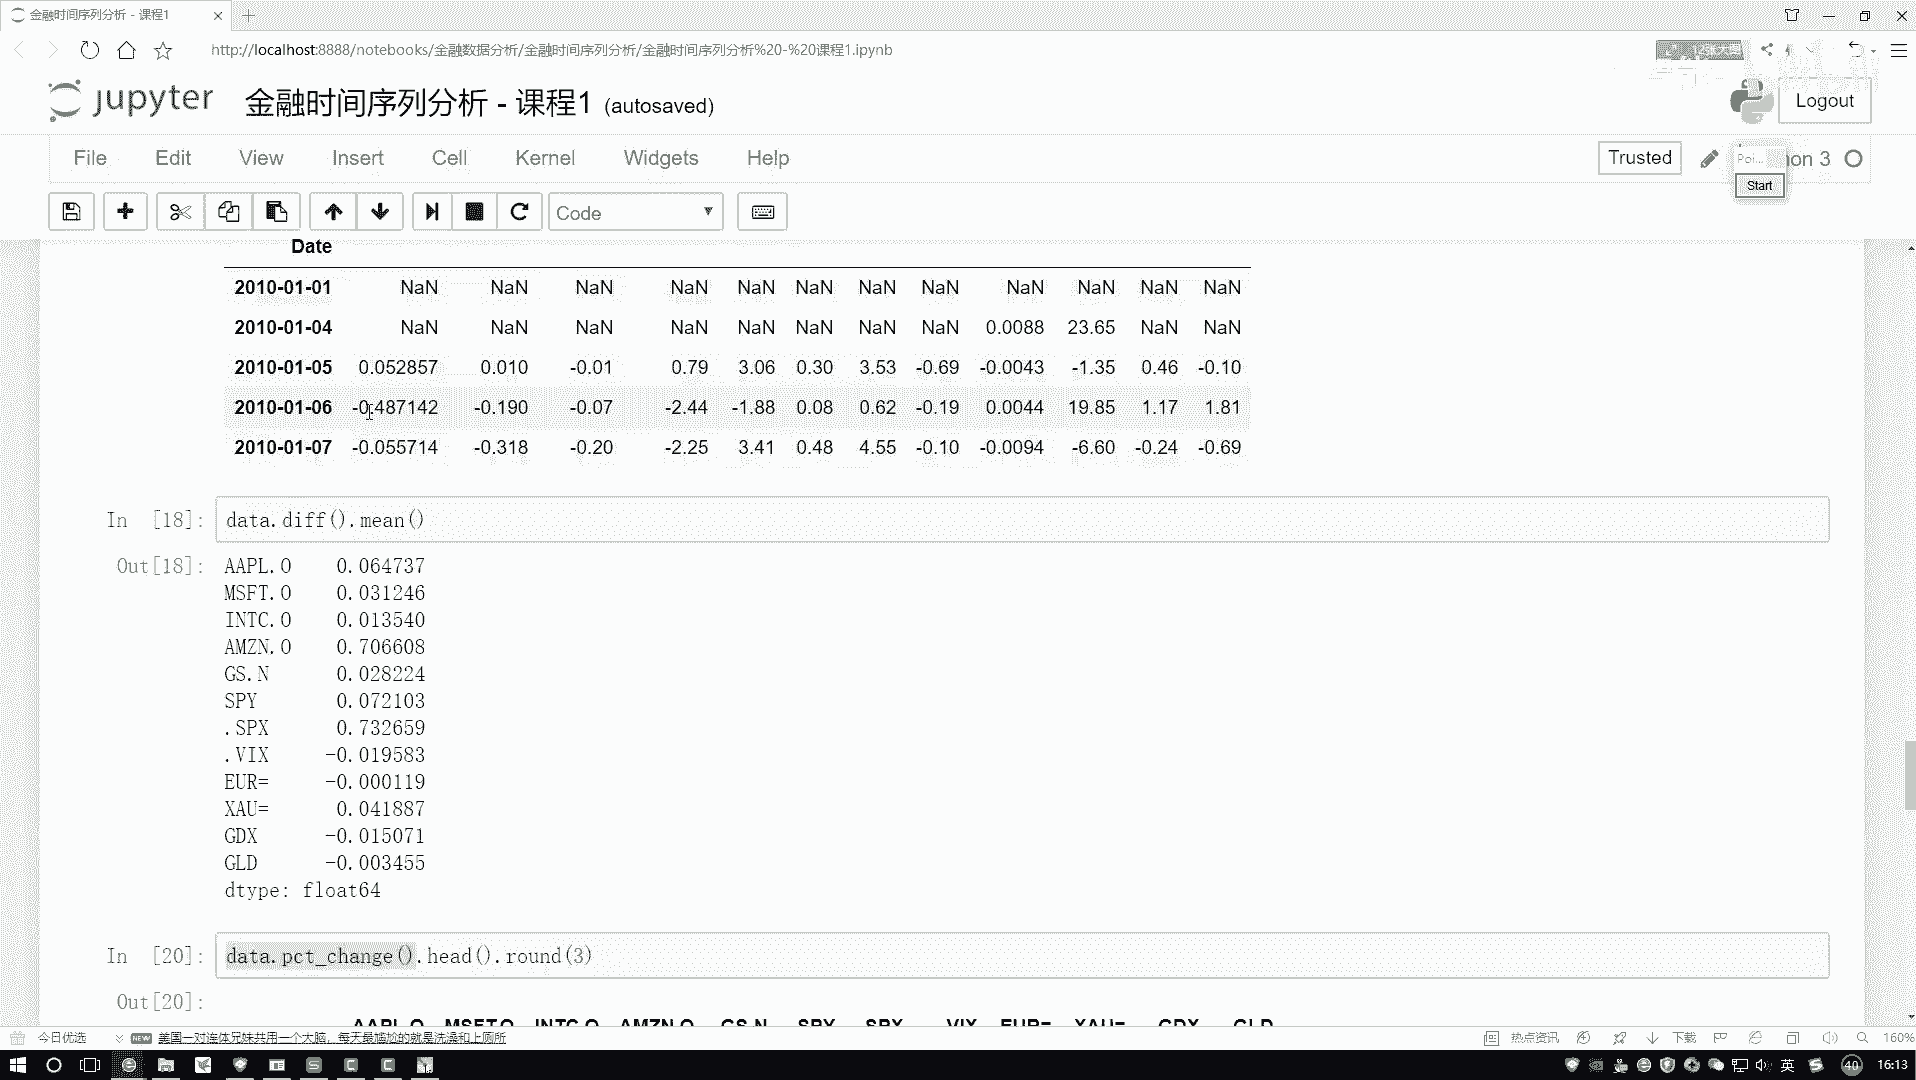 金融时间序列分析 - 课程1
http://localhost:8888/notebooks/金融数据分析/金融时间序列分析/金融时间序列分析%20-%20课程1.ipynb
jupyter 金融时间序列分析 - 课程1 (autosaved)
Logout
File Edit View Insert Cell Kernel Widgets Help
Trusted
Poi...
on 3
Start
Code
Date
2010-01-01 NaN NaN NaN NaN NaN NaN NaN NaN NaN NaN NaN NaN
2010-01-04 NaN NaN NaN NaN NaN NaN NaN NaN 0.0088 23.65 NaN NaN
2010-01-05 0.052857 0.010 -0.01 0.79 3.06 0.30 3.53 -0.69 -0.0043 -1.35 0.46 -0.10
2010-01-06 -0.487142 -0.190 -0.07 -2.44 -1.88 0.08 0.62 -0.19 0.0044 19.85 1.17 1.81
2010-01-07 -0.055714 -0.318 -0.20 -2.25 3.41 0.48 4.55 -0.10 -0.0094 -6.60 -0.24 -0.69
In [18]: data.diff().mean()
Out[18]: AAPL.O 0.064737
MSFT.O 0.031246
INTC.O 0.013540
AMZN.O 0.706608
GS.N 0.028224
SPY 0.072103
.SPX 0.732659
.VIX -0.019583
EUR= -0.000119
XAU= 0.041887
GDX -0.015071
GLD -0.003455
dtype: float64
In [20]: data.pct_change().head().round(3)
Out[20]:
AAPL.O MSFT.O INTC.O AMZN.O GS.N SPY .SPX .VIX EUR= XAU= GDX GLD
今日优选 NEW 美国一对连体兄妹共用一个大脑，每天最尴尬的就是洗澡和上厕所 热点资讯 下载 160%
英 40 16:13